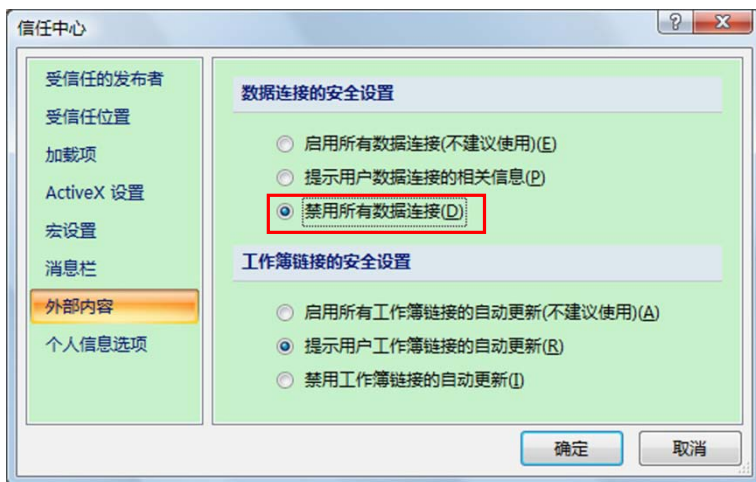 信任中心
受信任的发布者
受信任位置
加载项
ActiveX 设置
宏设置
消息栏
外部内容
个人信息选项
数据连接的安全设置
启用所有数据连接(不建议使用)(E)
提示用户数据连接的相关信息(P)
禁用所有数据连接(D)
工作簿链接的安全设置
启用所有工作簿链接的自动更新(不建议使用)(A)
提示用户工作簿链接的自动更新(R)
禁用工作簿链接的自动更新(I)
确定
取消